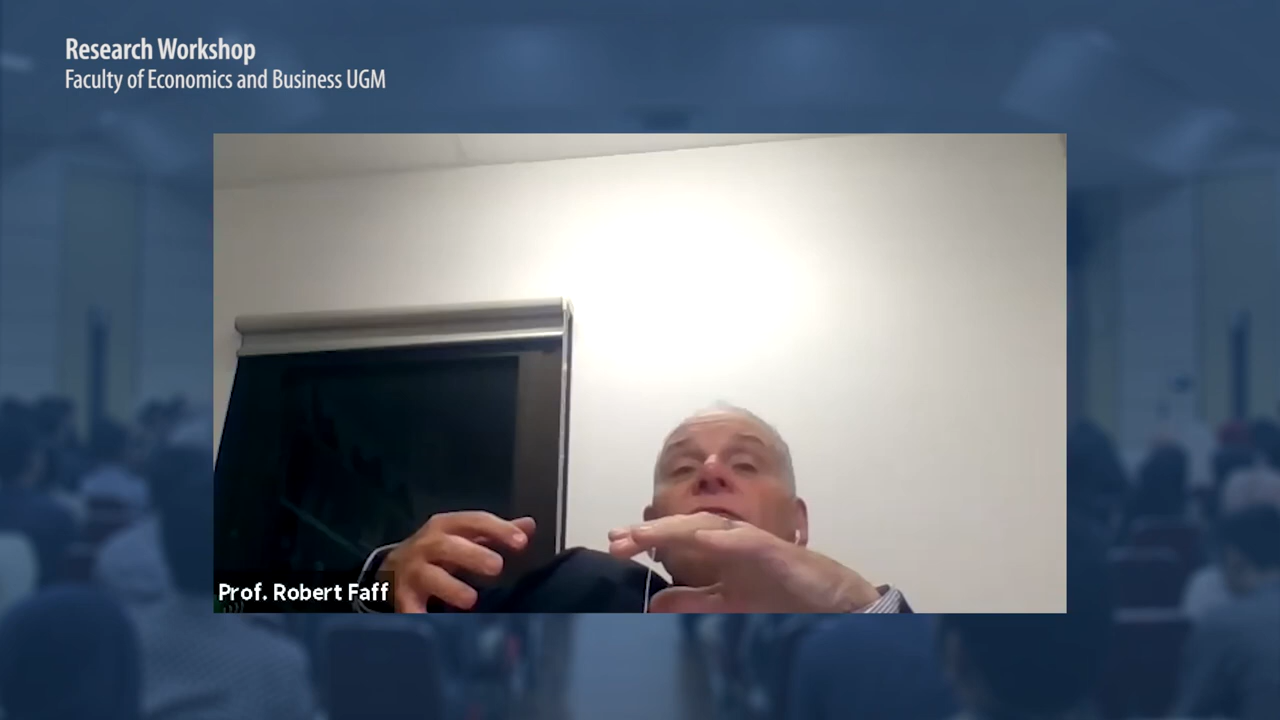 Research Workshop
Faculty of Economics and Business UGM
Prof. Robert Faff